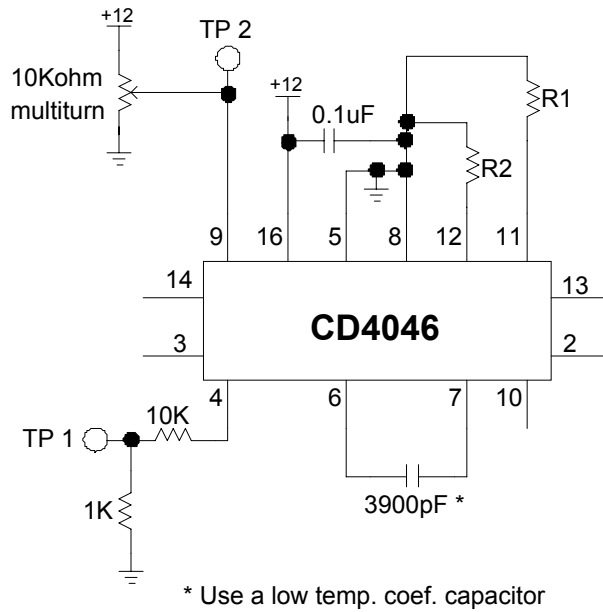 +12
TP 2
10Kohm
multiturn
+12
0.1uF
R1
R2
9
16
5
8
12
11
14
13
CD4046
3
2
4
6
7
10
10K
TP 1
3900pF *
1K
* Use a low temp. coef. capacitor